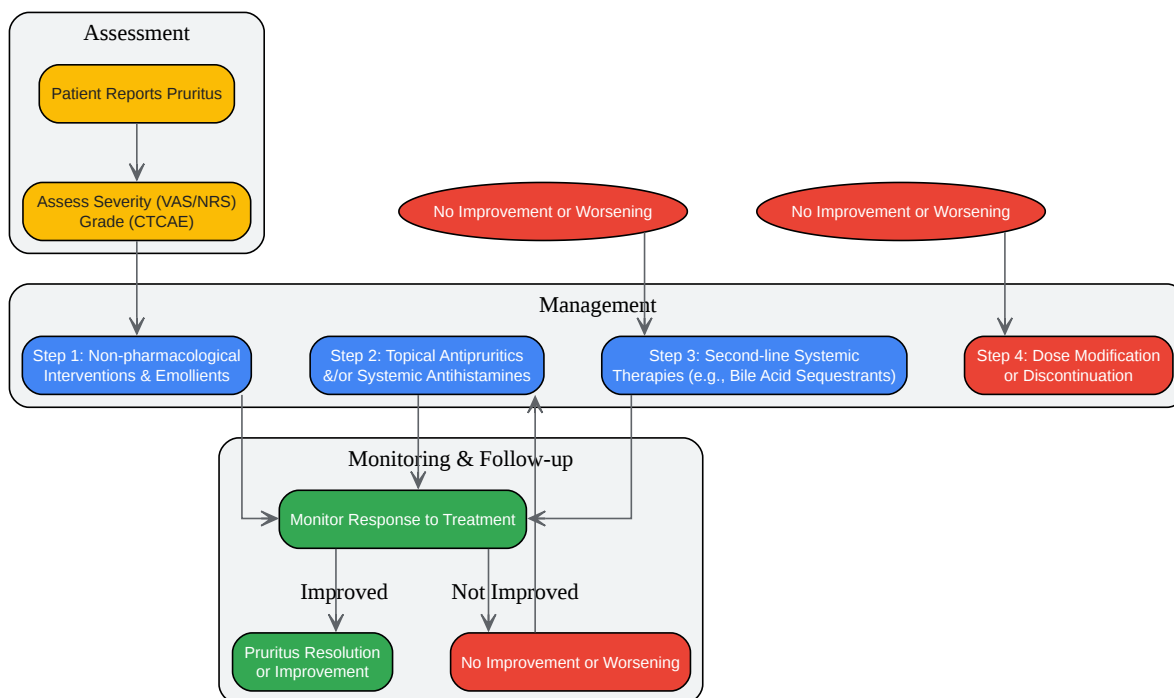 Assessment
Patient Reports Pruritus
Assess Severity (VAS/NRS)
Grade (CTCAE)
No Improvement or Worsening
No Improvement or Worsening
Management
Step 1: Non-pharmacological
Interventions & Emollients
Step 2: Topical Antipruritics
&/or Systemic Antihistamines
Step 3: Second-line Systemic
Therapies (e.g., Bile Acid Sequestrants)
Step 4: Dose Modification
or Discontinuation
Monitoring & Follow-up
Monitor Response to Treatment
Improved
Not Improved
Pruritus Resolution
or Improvement
No Improvement or Worsening